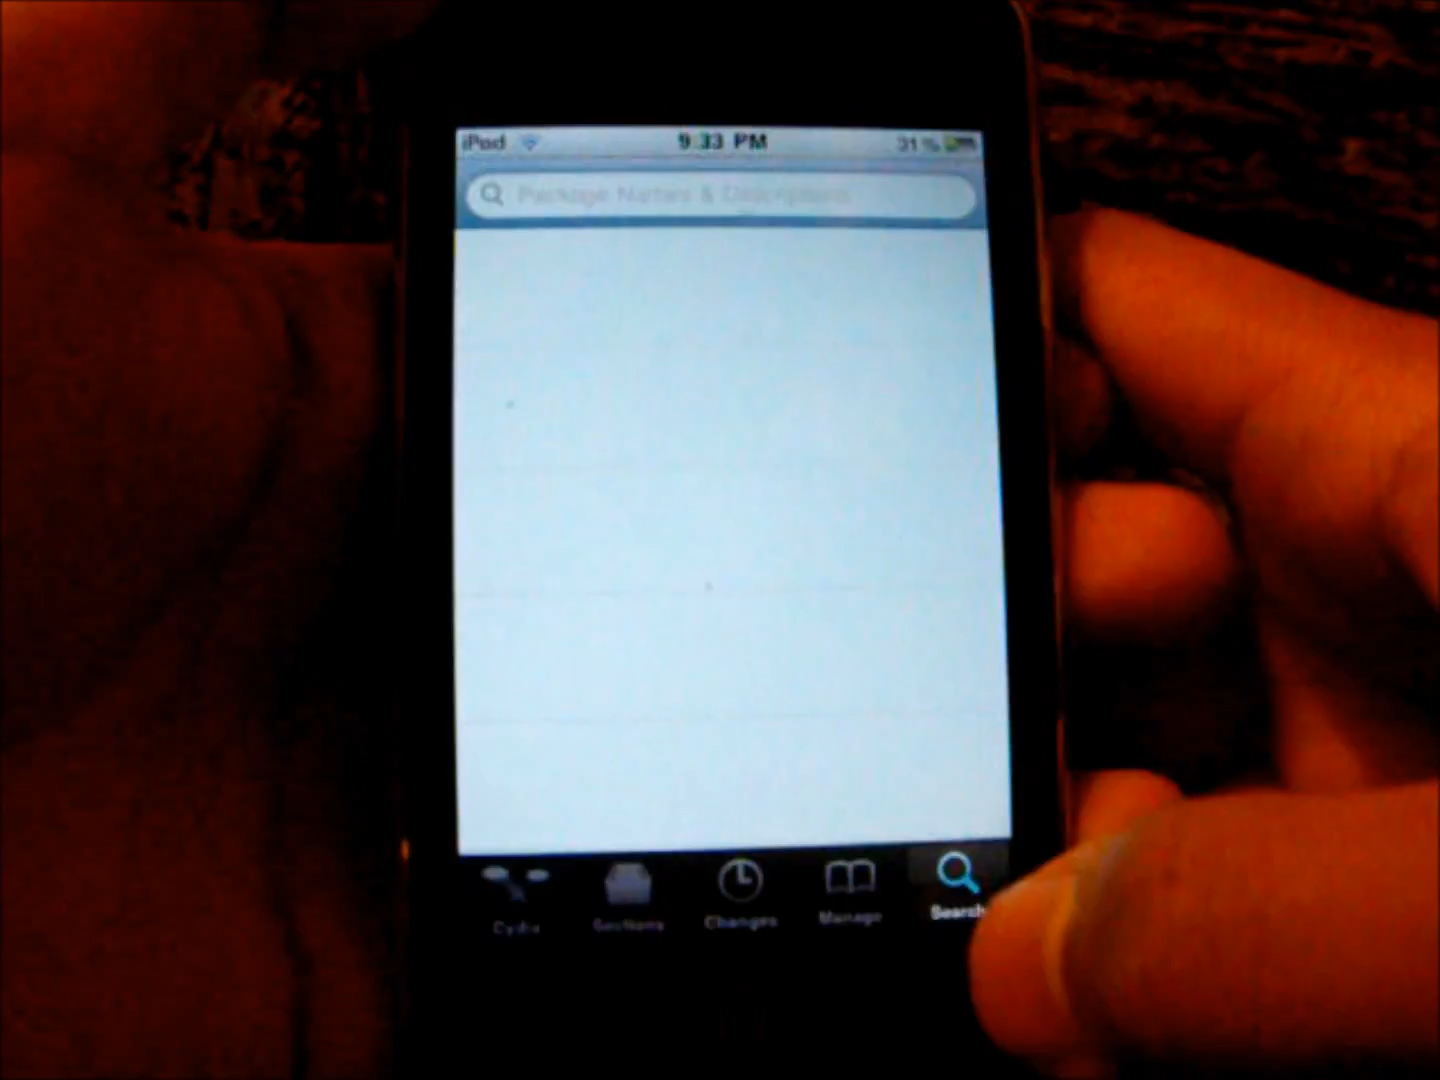 iPod 9:33 PM 31 %
Package Names & Descriptions
Cydia Sections Changes Manage Search